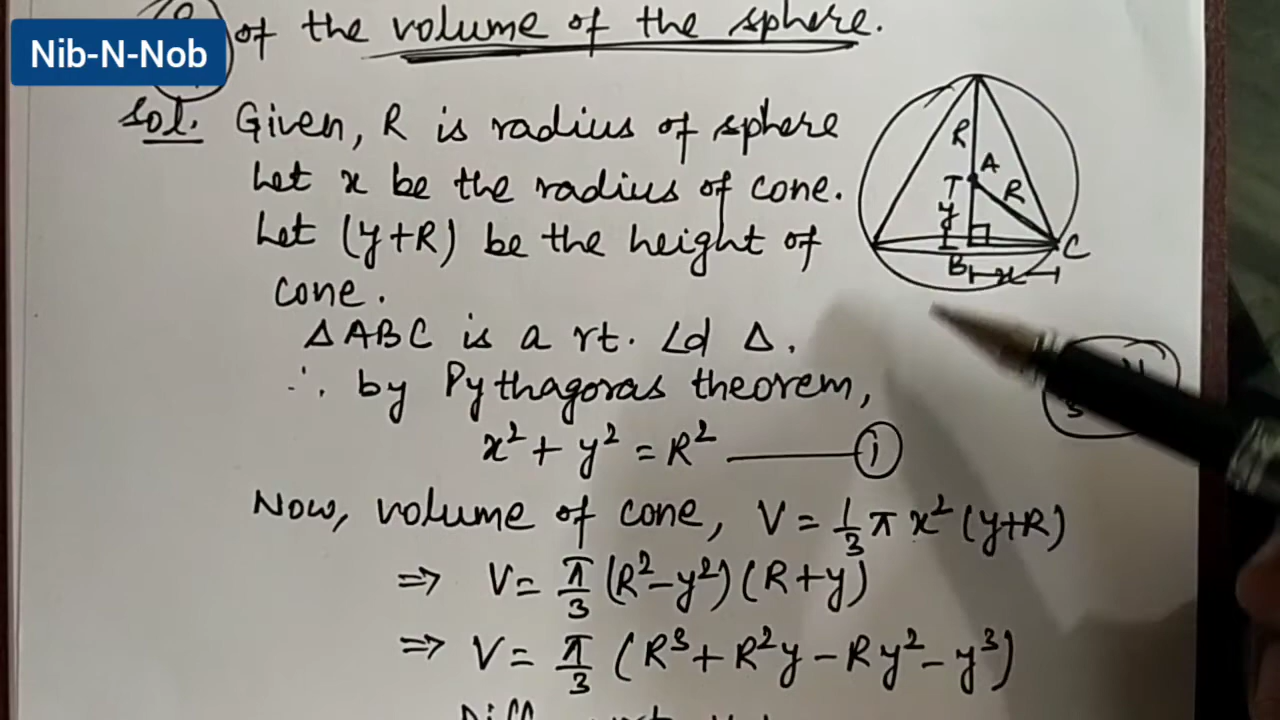 Nib-N-Nob
of the volume of the sphere.
Sol. Given, R is radius of sphere
Let x be the radius of cone.
Let (y+R) be the height of
cone.
ΔABC is a rt. ∠d Δ.
∴ by Pythagoras theorem,
x² + y² = R² ——— ①
Now, volume of cone, V = 1/3 π x² (y+R)
⇒ V = π/3 (R² - y²) (R+y)
⇒ V = π/3 (R³ + R²y - Ry² - y³)
R
A
R
y
B
x
C